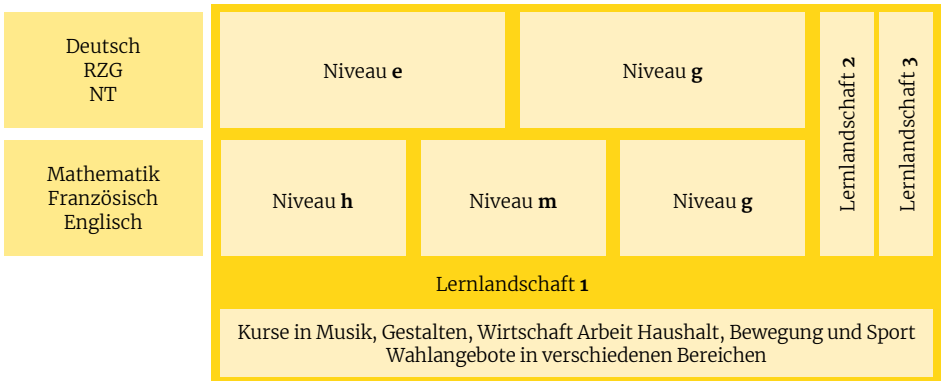 Deutsch
RZG
NT
Niveau e
Niveau g
Lernlandschaft 2
Lernlandschaft 3
Mathematik
Französisch
Englisch
Niveau h
Niveau m
Niveau g
Lernlandschaft 1
Kurse in Musik, Gestalten, Wirtschaft Arbeit Haushalt, Bewegung und Sport
Wahlangebote in verschiedenen Bereichen